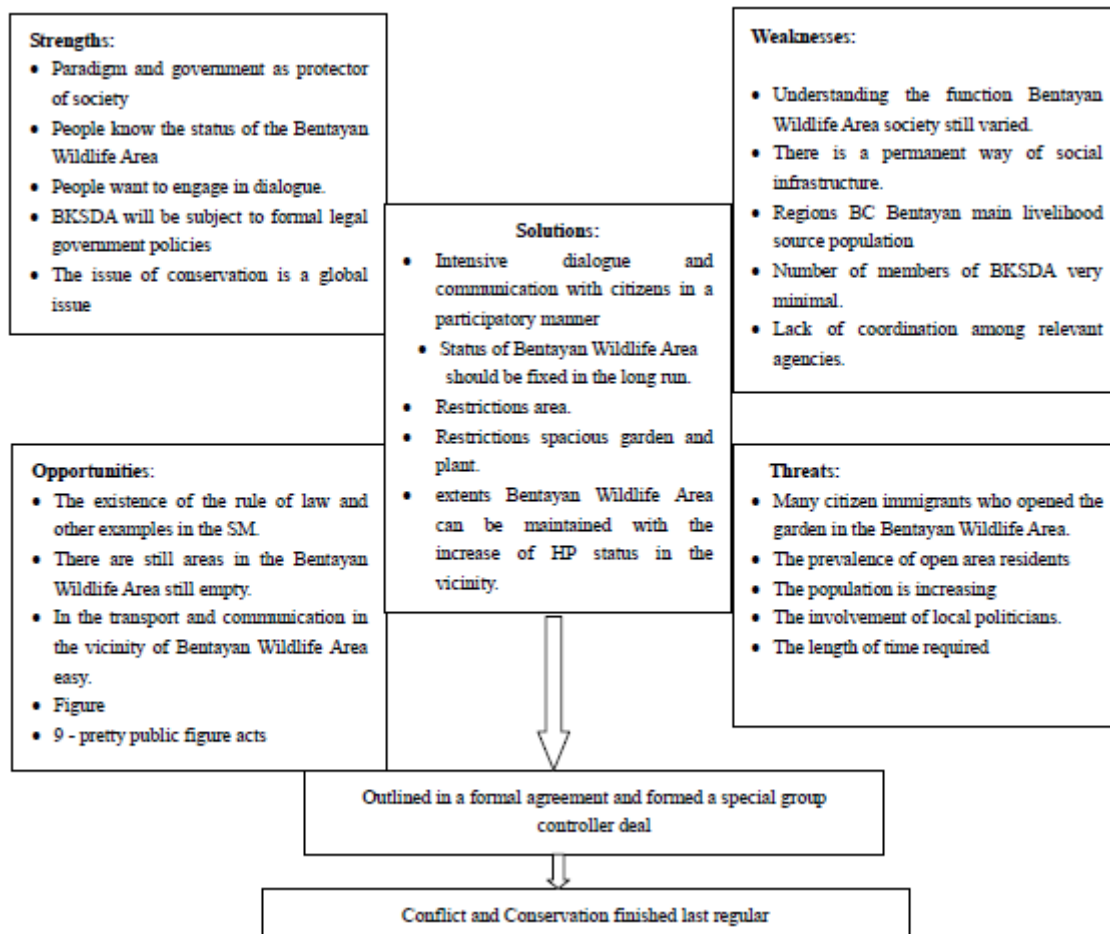 Strengths:
• Paradigm and government as protector
of society
• People know the status of the Bentayan
Wildlife Area
• People want to engage in dialogue.
• BKSDA will be subject to formal legal
government policies
• The issue of conservation is a global
issue
Weaknesses:
• Understanding the function Bentayan
Wildlife Area society still varied.
• There is a permanent way of social
infrastructure.
• Regions BC Bentayan main livelihood
source population
• Number of members of BKSDA very
minimal.
• Lack of coordination among relevant
agencies.
Solutions:
• Intensive dialogue and
communication with citizens in a
participatory manner
• Status of Bentayan Wildlife Area
should be fixed in the long run.
• Restrictions area.
• Restrictions spacious garden and
plant.
• extents Bentayan Wildlife Area
can be maintained with the
increase of HP status in the
vicinity.
Opportunities:
• The existence of the rule of law and
other examples in the SM.
• There are still areas in the Bentayan
Wildlife Area still empty.
• In the transport and communication in
the vicinity of Bentayan Wildlife Area
easy.
• Figure
• 9 - pretty public figure acts
Threats:
• Many citizen immigrants who opened the
garden in the Bentayan Wildlife Area.
• The prevalence of open area residents
• The population is increasing
• The involvement of local politicians.
• The length of time required
Outlined in a formal agreement and formed a special group
controller deal
Conflict and Conservation finished last regular